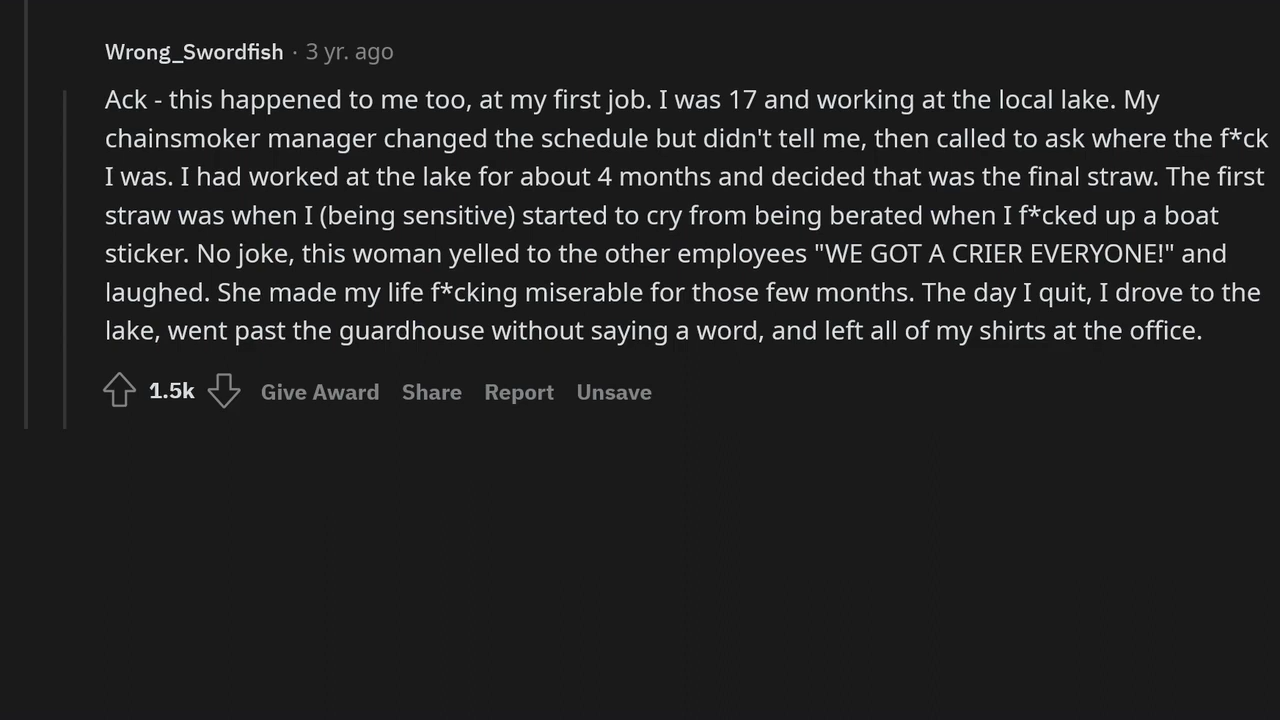 Wrong_Swordfish · 3 yr. ago
Ack - this happened to me too, at my first job. I was 17 and working at the local lake. My
chainsmoker manager changed the schedule but didn't tell me, then called to ask where the f*ck
I was. I had worked at the lake for about 4 months and decided that was the final straw. The first
straw was when I (being sensitive) started to cry from being berated when I f*cked up a boat
sticker. No joke, this woman yelled to the other employees "WE GOT A CRIER EVERYONE!" and
laughed. She made my life f*cking miserable for those few months. The day I quit, I drove to the
lake, went past the guardhouse without saying a word, and left all of my shirts at the office.
1.5k Give Award Share Report Unsave